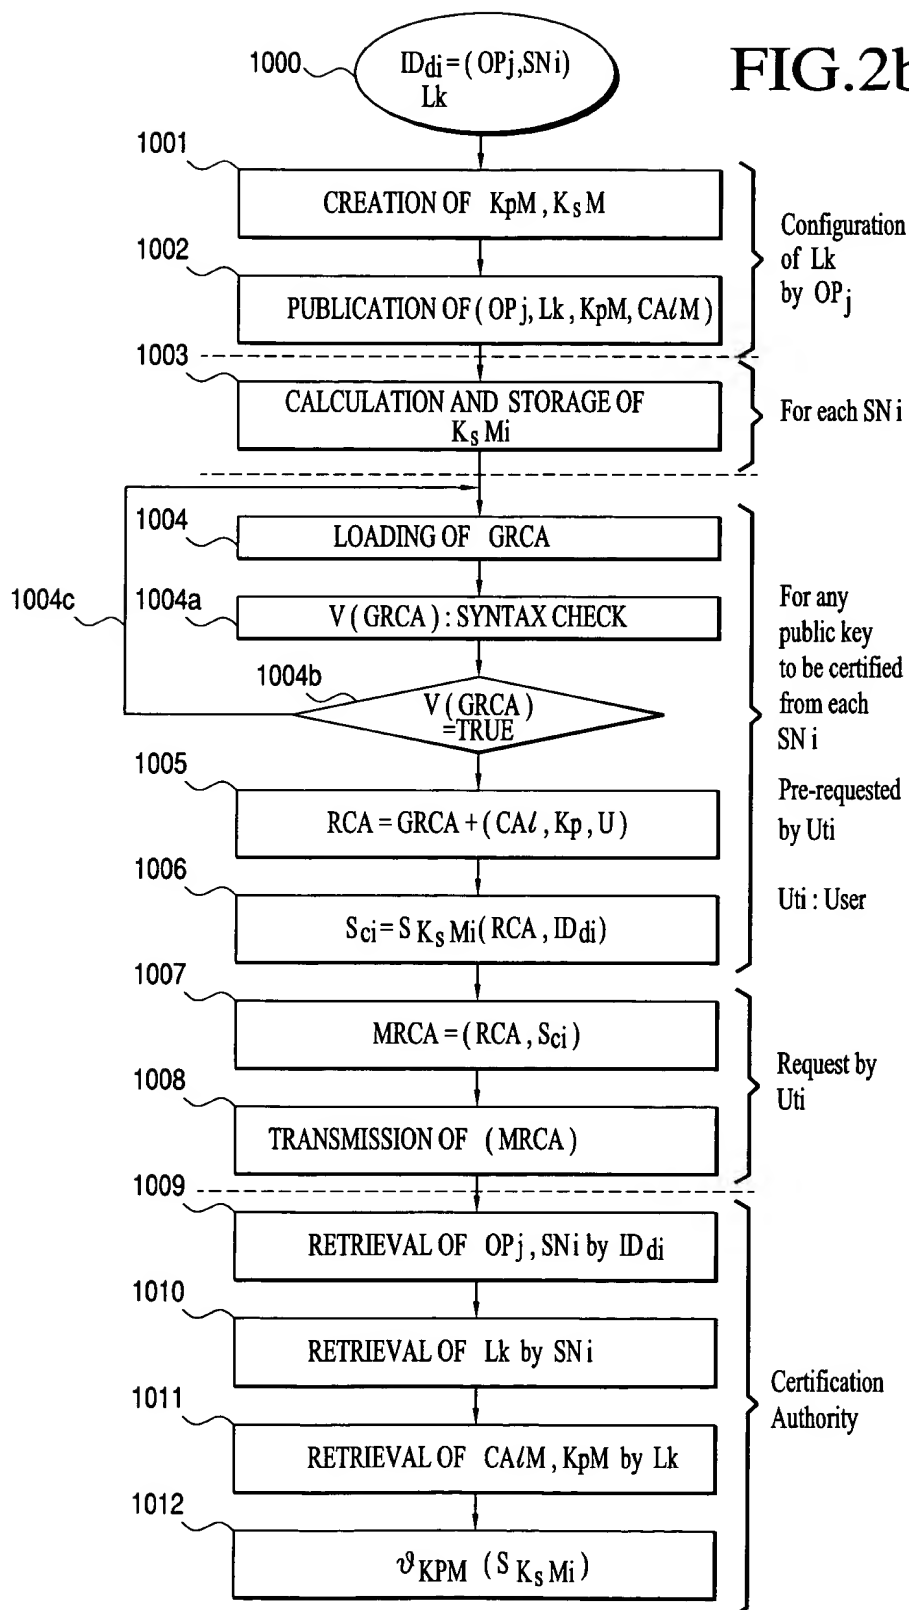 FIG.2b
1000
IDdi = ( OPj , SNi )
Lk
1001
CREATION OF KpM , KsM
1002
PUBLICATION OF ( OPj , Lk , KpM, CAℓM )
Configuration
of Lk
by OPj
1003
CALCULATION AND STORAGE OF
KsMi
For each SNi
1004
LOADING OF GRCA
1004c
1004a
V ( GRCA ) : SYNTAX CHECK
1004b
V ( GRCA )
=TRUE
For any
public key
to be certified
from each
SNi
1005
RCA = GRCA + ( CAℓ , Kp , U )
Pre-requested
by Uti
1006
Sci = S KsMi ( RCA , IDdi )
Uti : User
1007
MRCA = ( RCA , Sci )
1008
TRANSMISSION OF ( MRCA )
Request by
Uti
1009
RETRIEVAL OF OPj , SNi by IDdi
1010
RETRIEVAL OF Lk by SNi
1011
RETRIEVAL OF CAℓM , KpM by Lk
Certification
Authority
1012
𝜗KPM ( S KsMi )